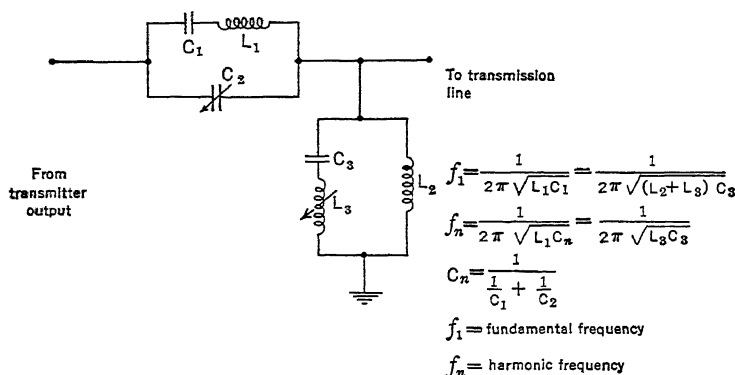 C₁ L₁
C₂
To transmission
line
C₃
L₂
L₃
From
transmitter
output
f₁=1/(2π√(L₁C₁))=1/(2π√((L₂+L₃) C₃))
fₙ=1/(2π√(L₁Cₙ))=1/(2π√(L₃C₃))
Cₙ=1/(1/C₁ + 1/C₂)
f₁=fundamental frequency
fₙ=harmonic frequency